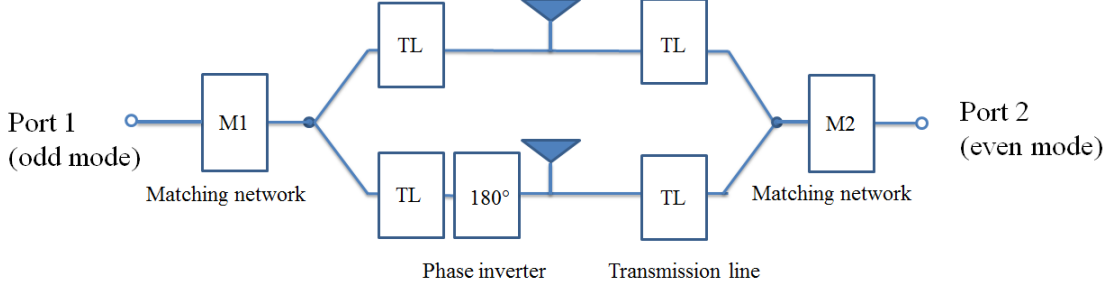 TL
TL
Port 1
(odd mode)
M1
M2
Port 2
(even mode)
Matching network
TL
180°
TL
Matching network
Phase inverter
Transmission line